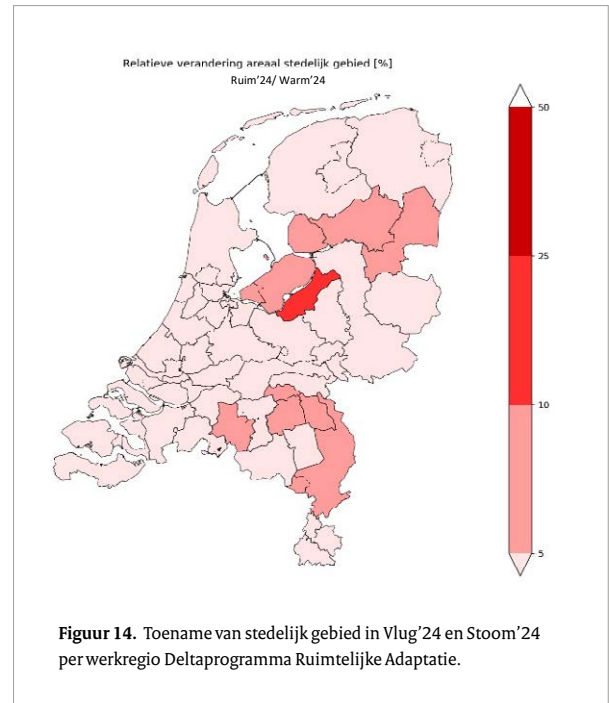 Relatieve verandering areaal stedelijk gebied [%]
Ruim'24/ Warm'24
50
25
10
5
Figuur 14. Toename van stedelijk gebied in Vlug'24 en Stoom'24
per werkregio Deltaprogramma Ruimtelijke Adaptatie.